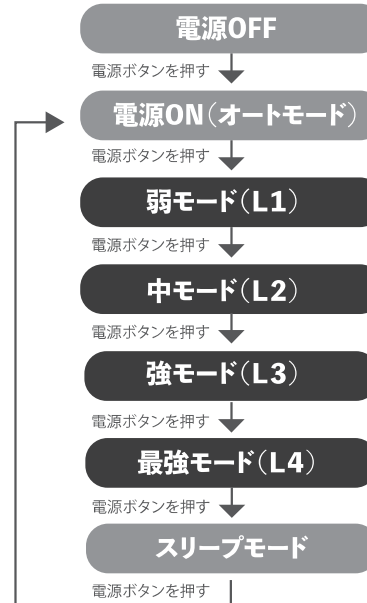 電源OFF
電源ボタンを押す
電源ON（オートモード）
電源ボタンを押す
弱モード（L1）
電源ボタンを押す
中モード（L2）
電源ボタンを押す
強モード（L3）
電源ボタンを押す
最強モード（L4）
電源ボタンを押す
スリープモード
電源ボタンを押す